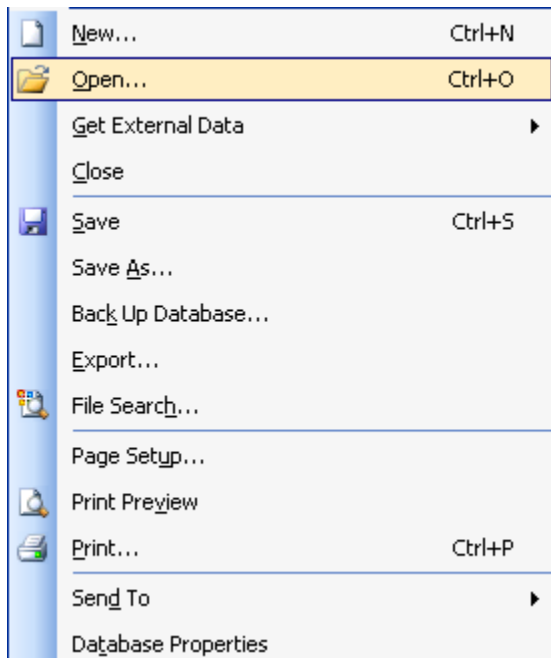 New... Ctrl+N
Open... Ctrl+O
Get External Data
Close
Save Ctrl+S
Save As...
Back Up Database...
Export...
File Search...
Page Setup...
Print Preview
Print... Ctrl+P
Send To
Database Properties